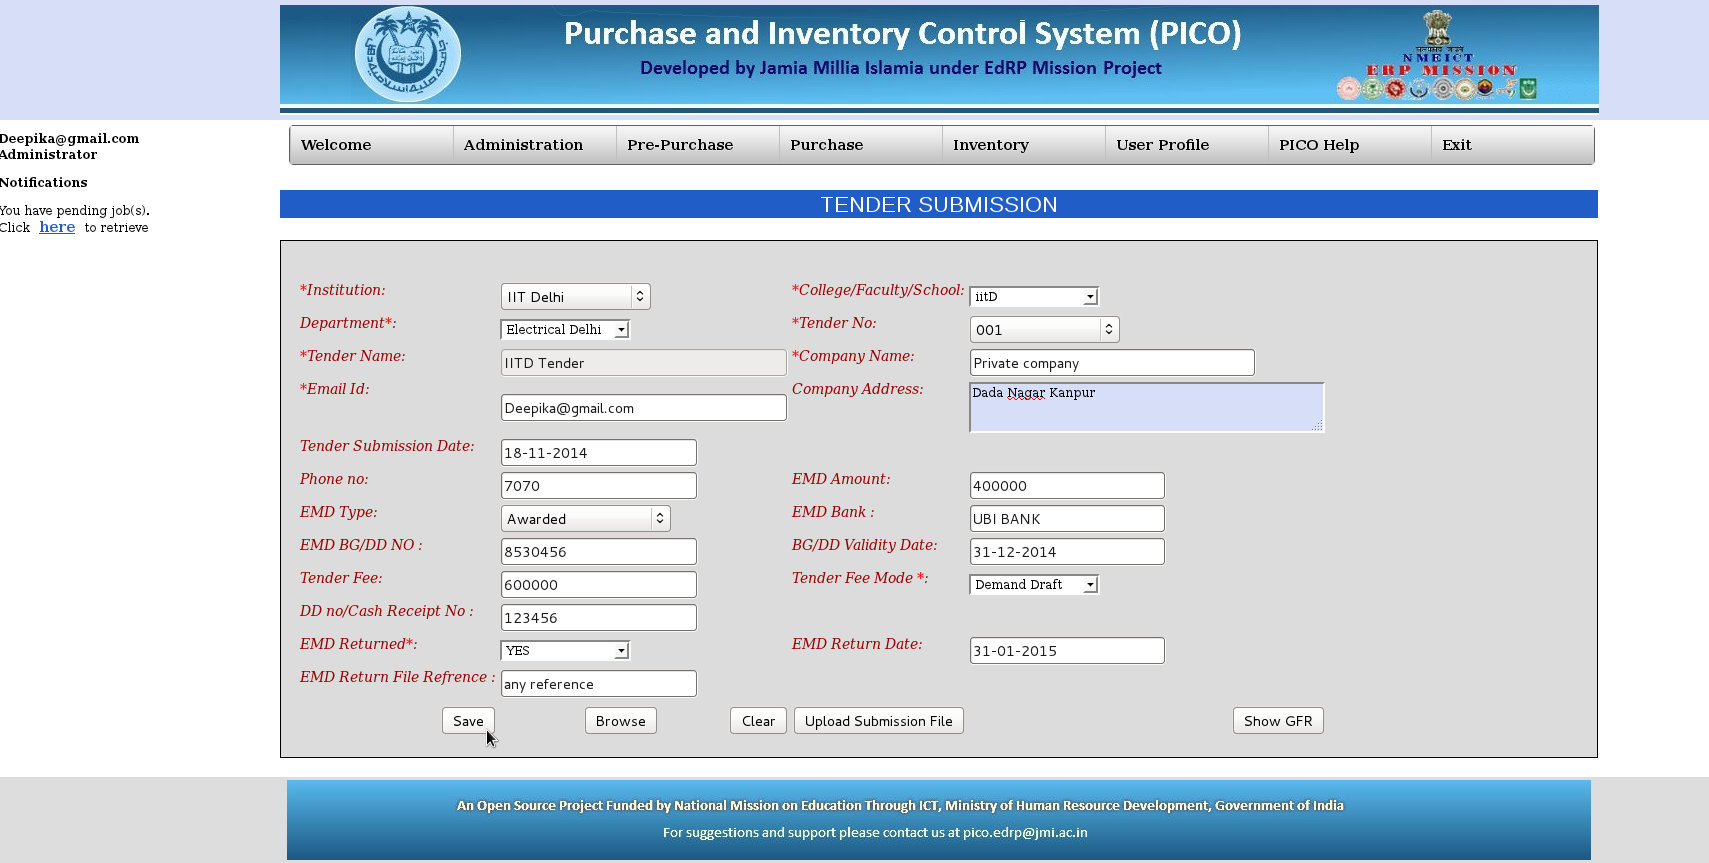 Purchase and Inventory Control System (PICO)
Developed by Jamia Millia Islamia under EdRP Mission Project
NMEICT
ERP MISSION
Deepika@gmail.com
Administrator
Notifications
You have pending job(s).
Click here to retrieve
Welcome Administration Pre-Purchase Purchase Inventory User Profile PICO Help Exit
TENDER SUBMISSION
*Institution: IIT Delhi *College/Faculty/School: iitD
Department*: Electrical Delhi *Tender No: 001
*Tender Name: IITD Tender *Company Name: Private company
*Email Id: Deepika@gmail.com Company Address: Dada Nagar Kanpur
Tender Submission Date: 18-11-2014
Phone no: 7070 EMD Amount: 400000
EMD Type: Awarded EMD Bank : UBI BANK
EMD BG/DD NO : 8530456 BG/DD Validity Date: 31-12-2014
Tender Fee: 600000 Tender Fee Mode *: Demand Draft
DD no/Cash Receipt No : 123456
EMD Returned*: YES EMD Return Date: 31-01-2015
EMD Return File Refrence : any reference
Save Browse Clear Upload Submission File Show GFR
An Open Source Project Funded by National Mission on Education Through ICT, Ministry of Human Resource Development, Government of India
For suggestions and support please contact us at pico.edrp@jmi.ac.in